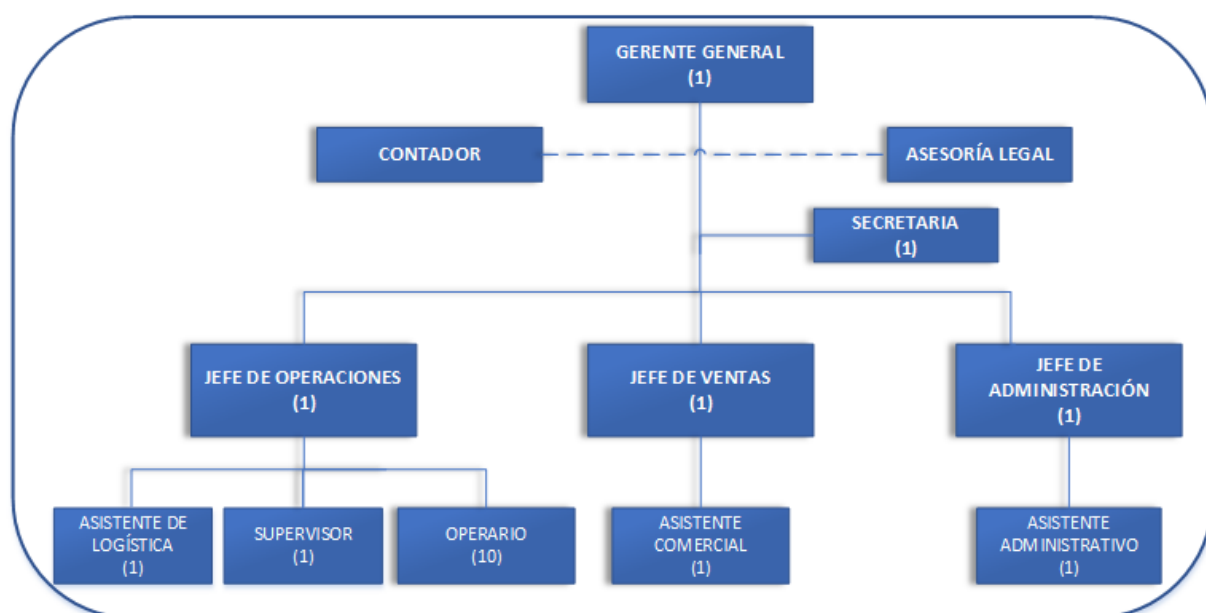 GERENTE GENERAL
(1)
CONTADOR
ASESORÍA LEGAL
SECRETARIA
(1)
JEFE DE OPERACIONES
(1)
JEFE DE VENTAS
(1)
JEFE DE
ADMINISTRACIÓN
(1)
ASISTENTE DE
LOGÍSTICA
(1)
SUPERVISOR
(1)
OPERARIO
(10)
ASISTENTE
COMERCIAL
(1)
ASISTENTE
ADMINISTRATIVO
(1)